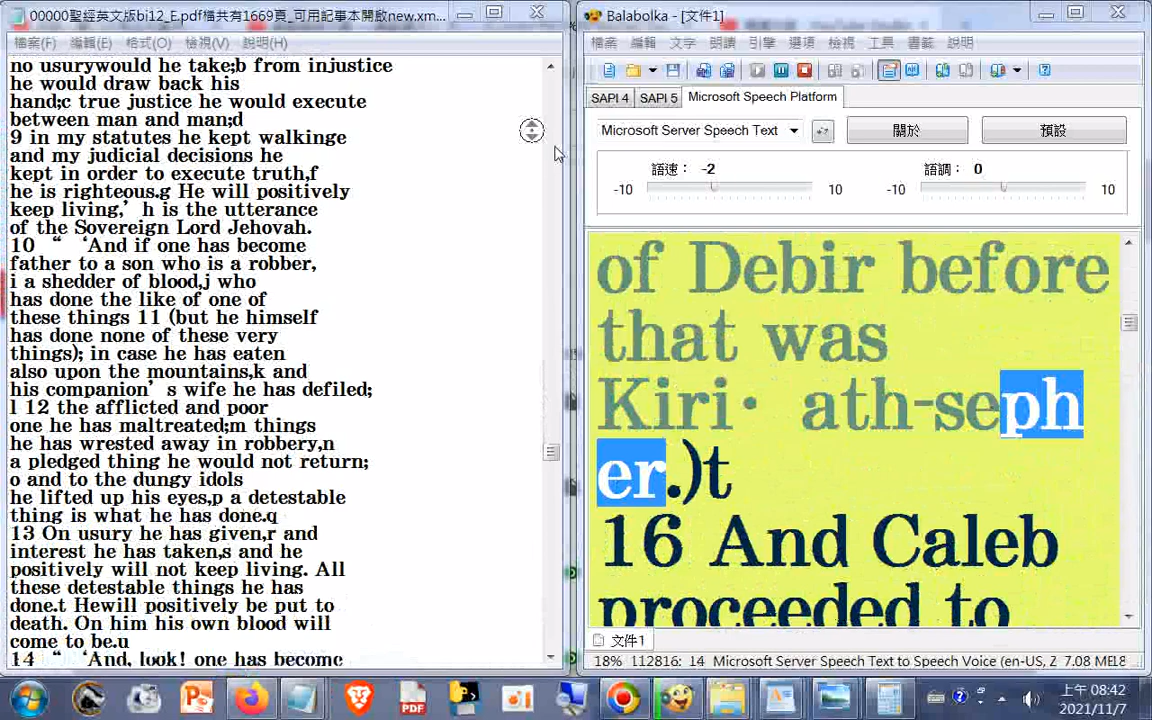 00000聖經英文版bi12_E.pdf檔共有1669頁_可用記事本開啟new.xm...
檔案(F) 編輯(E) 格式(O) 檢視(V) 說明(H)
no usurywould he take;b from injustice
he would draw back his
hand;c true justice he would execute
between man and man;d
9 in my statutes he kept walkinge
and my judicial decisions he
kept in order to execute truth,f
he is righteous.g He will positively
keep living,’ h is the utterance
of the Sovereign Lord Jehovah.
10 “ ‘And if one has become
father to a son who is a robber,
i a shedder of blood,j who
has done the like of one of
these things 11 (but he himself
has done none of these very
things); in case he has eaten
also upon the mountains,k and
his companion’s wife he has defiled;
l 12 the afflicted and poor
one he has maltreated;m things
he has wrested away in robbery,n
a pledged thing he would not return;
o and to the dungy idols
he lifted up his eyes,p a detestable
thing is what he has done.q
13 On usury he has given,r and
interest he has taken,s and he
positively will not keep living. All
these detestable things he has
done.t Hewill positively be put to
death. On him his own blood will
come to be.u
14 “ ‘And, look! one has become
Balabolka - [文件1]
檔案 編輯 文字 朗讀 引擎 選項 檢視 工具 書籤 說明
SAPI 4 SAPI 5 Microsoft Speech Platform
Microsoft Server Speech Text 關於 預設
語速： -2 語調： 0
-10 10 -10 10
of Debir before
that was
Kiri· ath-seph
er.)t
16 And Caleb
proceeded to
文件1
18% 112816: 14 Microsoft Server Speech Text to Speech Voice (en-US, Z 7.08 ME18
PDF
上午 08:42
2021/11/7